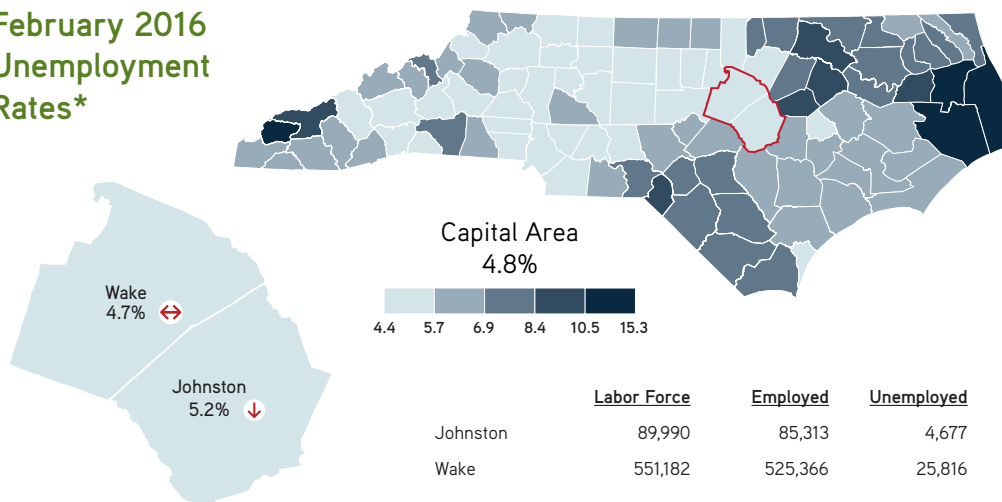 February 2016
Unemployment
Rates*
Capital Area
4.8%
4.4 5.7 6.9 8.4 10.5 15.3
Wake
4.7%
Johnston
5.2%
Labor Force Employed Unemployed
Johnston 89,990 85,313 4,677
Wake 551,182 525,366 25,816